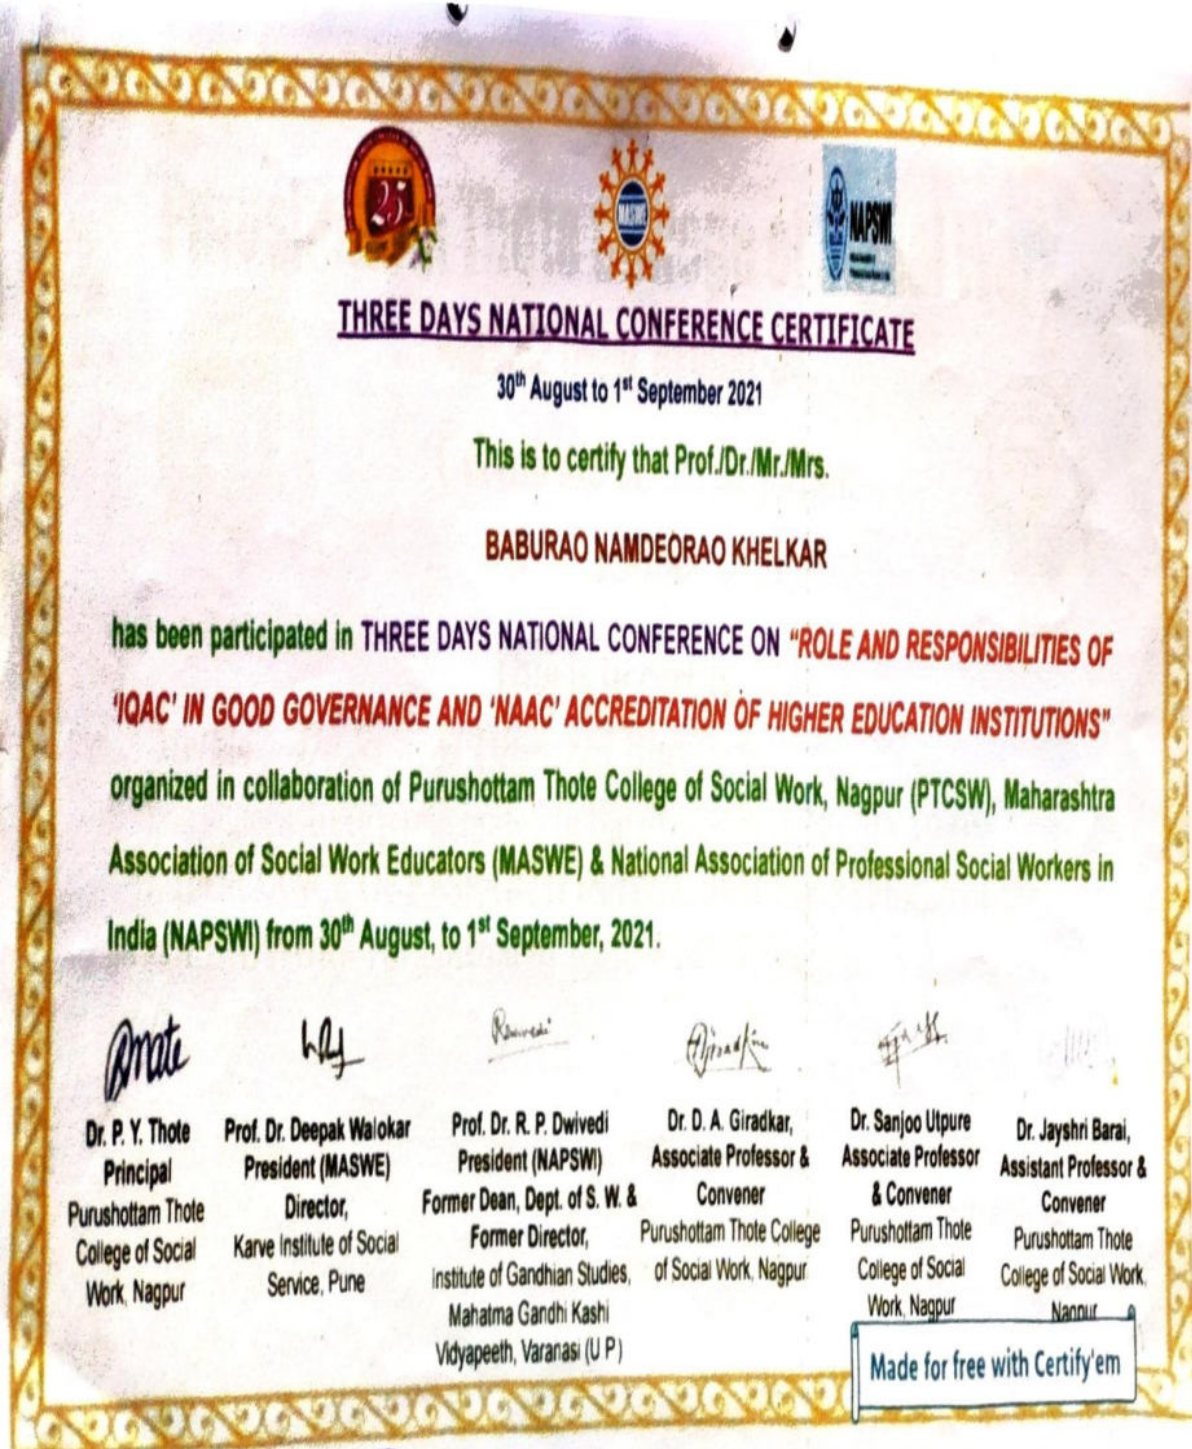 25
MASWE
NAPSWI
THREE DAYS NATIONAL CONFERENCE CERTIFICATE
30th August to 1st September 2021
This is to certify that Prof./Dr./Mr./Mrs.
BABURAO NAMDEORAO KHELKAR
has been participated in THREE DAYS NATIONAL CONFERENCE ON "ROLE AND RESPONSIBILITIES OF
'IQAC' IN GOOD GOVERNANCE AND 'NAAC' ACCREDITATION OF HIGHER EDUCATION INSTITUTIONS"
organized in collaboration of Purushottam Thote College of Social Work, Nagpur (PTCSW), Maharashtra
Association of Social Work Educators (MASWE) & National Association of Professional Social Workers in
India (NAPSWI) from 30th August, to 1st September, 2021.
Dr. P. Y. Thote
Principal
Purushottam Thote
College of Social
Work, Nagpur
Prof. Dr. Deepak Walokar
President (MASWE)
Director,
Karve Institute of Social
Service, Pune
Prof. Dr. R. P. Dwivedi
President (NAPSWI)
Former Dean, Dept. of S. W. &
Former Director,
Institute of Gandhian Studies,
Mahatma Gandhi Kashi
Vidyapeeth, Varanasi (U P)
Dr. D. A. Giradkar,
Associate Professor &
Convener
Purushottam Thote College
of Social Work, Nagpur
Dr. Sanjoo Utpure
Associate Professor
& Convener
Purushottam Thote
College of Social
Work, Nagpur
Dr. Jayshri Barai,
Assistant Professor &
Convener
Purushottam Thote
College of Social Work,
Nagpur
Made for free with Certify'em